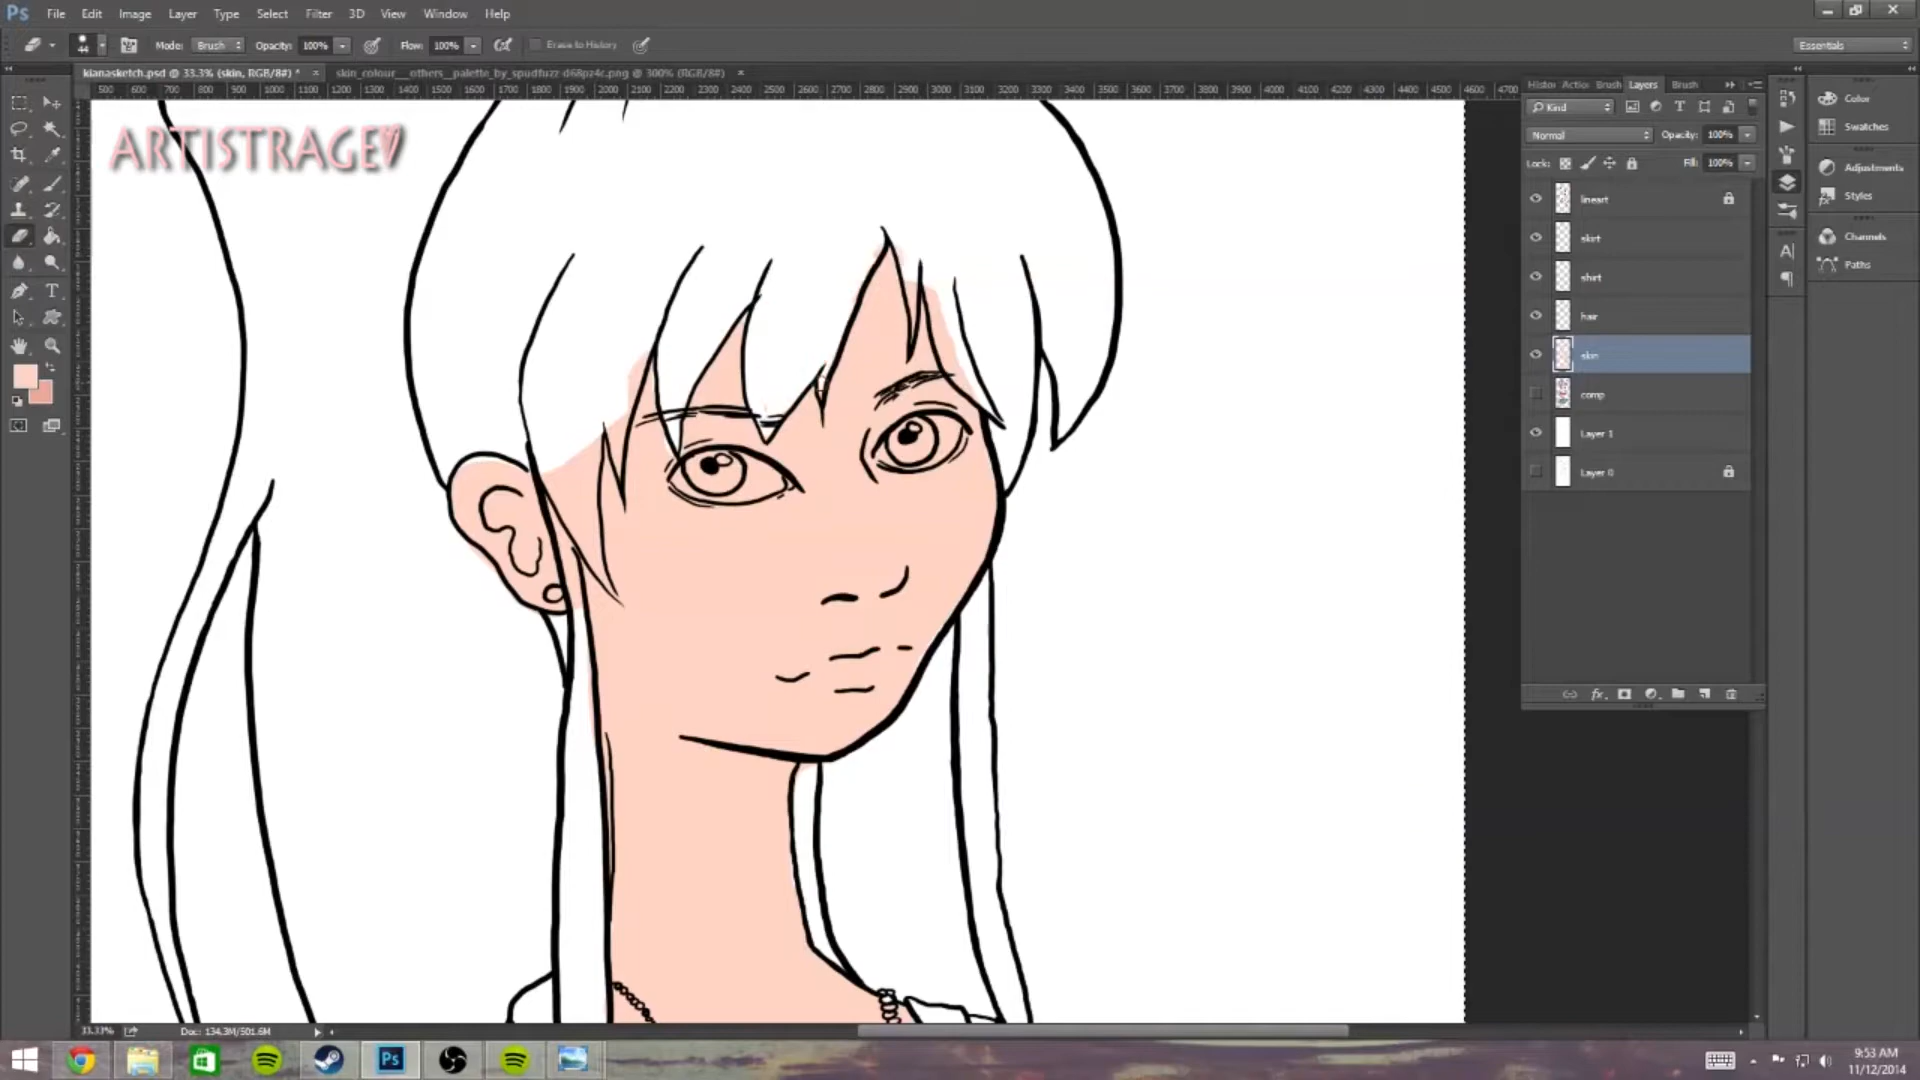 Ps File Edit Image Layer Type Select Filter 3D View Window Help
44 Mode: Brush Opacity: 100% Flow: 100% Erase to History Essentials
kianasketch.psd @ 33.3% (skin, RGB/8#) * × skin_colour__others__palette_by_spudfuzz-d68pz4c.png @ 300% (RGB/8#) ×
500 600 700 800 900 1000 1100 1200 1300 1400 1500 1600 1700 1800 1900 2000 2100 2200 2300 2400 2500 2600 2700 2800 2900 3000 3100 3200 3300 3400 3500 3600 3700 3800 3900 4000 4100 4200 4300 4400 4500 4600 4700
Histor Action Brush Layers Brush
Kind
Normal Opacity: 100%
Lock: Fill: 100%
lineart
skirt
shirt
hair
skin
comp
Layer 1
Layer 0
Color
Swatches
Adjustments
Styles
Channels
Paths
ARTISTRAGE
33.33% Doc: 134.3M/501.6M
9:53 AM
11/12/2014